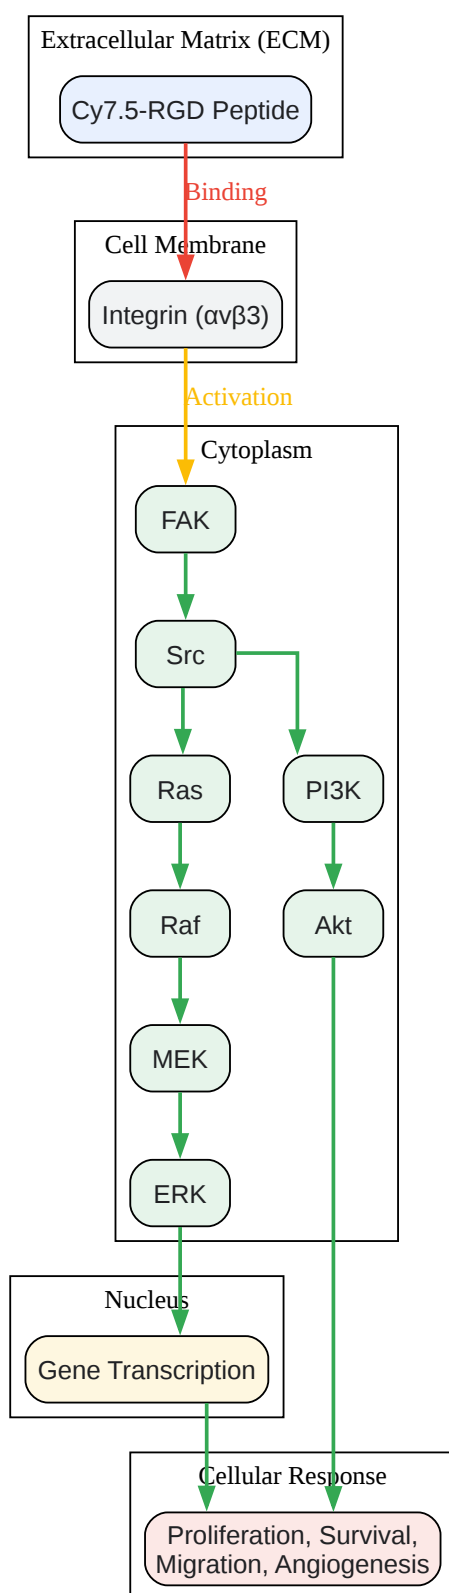 Extracellular Matrix (ECM)
Cy7.5-RGD Peptide
Binding
Cell Membrane
Integrin (αvβ3)
Activation
Cytoplasm
FAK
Src
Ras
PI3K
Raf
Akt
MEK
ERK
Nucleus
Gene Transcription
Cellular Response
Proliferation, Survival,
Migration, Angiogenesis